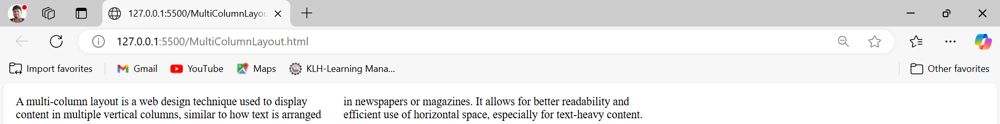 127.0.0.1:5500/MultiColumnLayou
127.0.0.1:5500/MultiColumnLayout.html
Import favorites Gmail YouTube Maps KLH-Learning Mana... Other favorites
A multi-column layout is a web design technique used to display
content in multiple vertical columns, similar to how text is arranged
in newspapers or magazines. It allows for better readability and
efficient use of horizontal space, especially for text-heavy content.